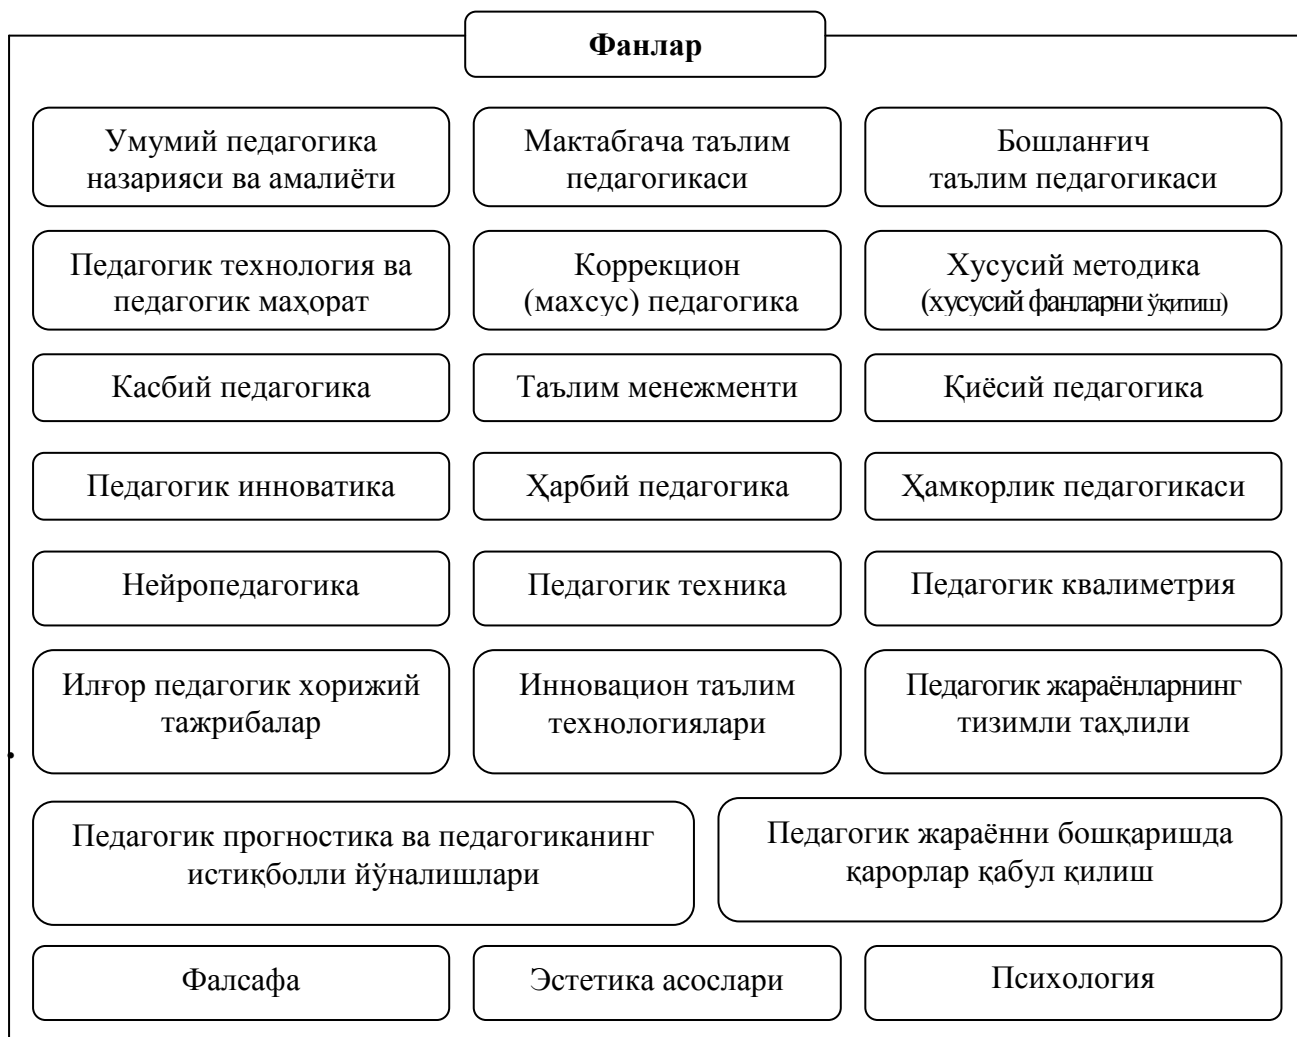 Фанлар
Умумий педагогика
назарияси ва амалиёти
Мактабгача таълим
педагогикаси
Бошланғич
таълим педагогикаси
Педагогик технология ва
педагогик маҳорат
Коррекцион
(махсус) педагогика
Хусусий методика
(хусусий фанларни ўқитиш)
Касбий педагогика
Таълим менежменти
Қиёсий педагогика
Педагогик инноватика
Ҳарбий педагогика
Ҳамкорлик педагогикаси
Нейропедагогика
Педагогик техника
Педагогик квалиметрия
Илғор педагогик хорижий
тажрибалар
Инновацион таълим
технологиялари
Педагогик жараёнларнинг
тизимли таҳлили
Педагогик прогностика ва педагогиканинг
истиқболли йўналишлари
Педагогик жараённи бошқаришда
қарорлар қабул қилиш
Фалсафа
Эстетика асослари
Психология